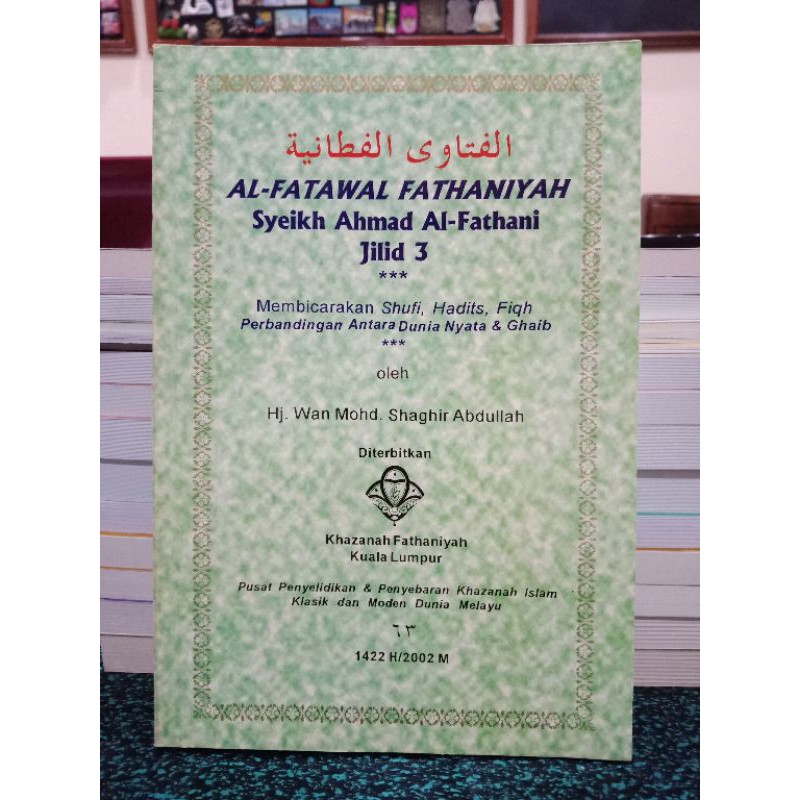 الفتاوى الفطانية
AL-FATAWAL FATHANIYAH
Syeikh Ahmad Al-Fathani
Jilid 3
***
Membicarakan Shufi, Hadits, Fiqh
Perbandingan Antara Dunia Nyata & Ghaib
***
oleh
Hj. Wan Mohd. Shaghir Abdullah
Diterbitkan
Khazanah Fathaniyah
Kuala Lumpur
Pusat Penyelidikan & Penyebaran Khazanah Islam
Klasik dan Moden Dunia Melayu
٦٣
1422 H/2002 M